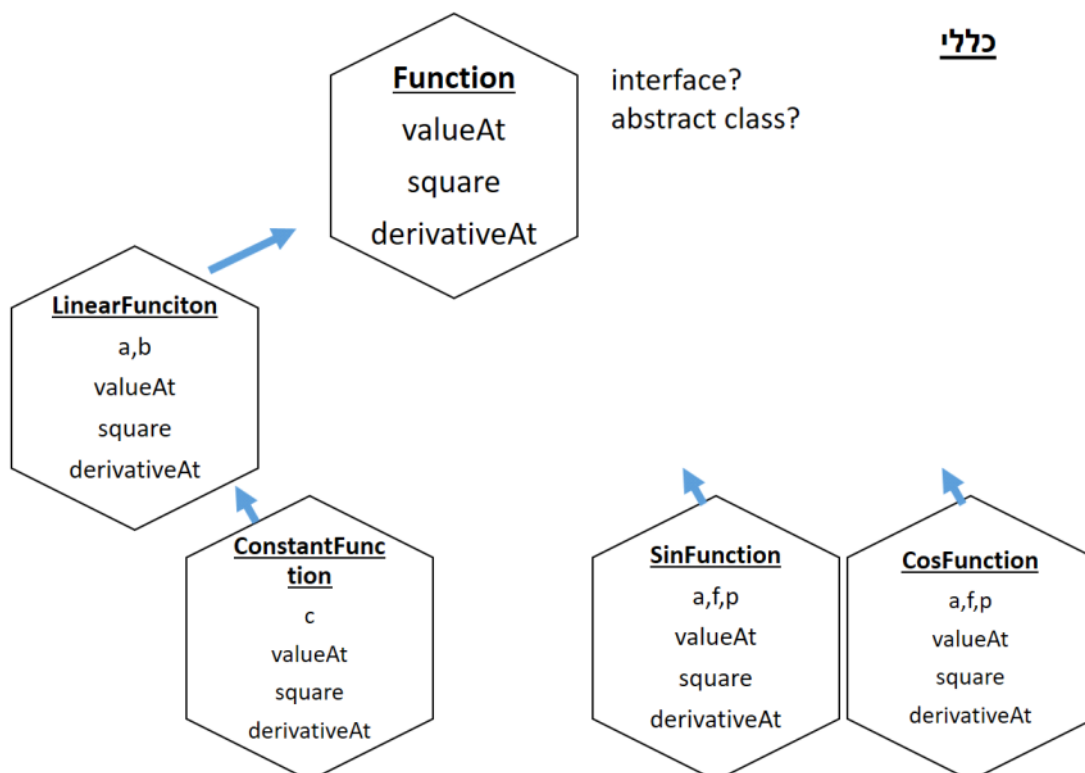 כללי
Function
valueAt
square
derivativeAt
interface?
abstract class?
LinearFunciton
a,b
valueAt
square
derivativeAt
ConstantFunc
tion
c
valueAt
square
derivativeAt
SinFunction
a,f,p
valueAt
square
derivativeAt
CosFunction
a,f,p
valueAt
square
derivativeAt